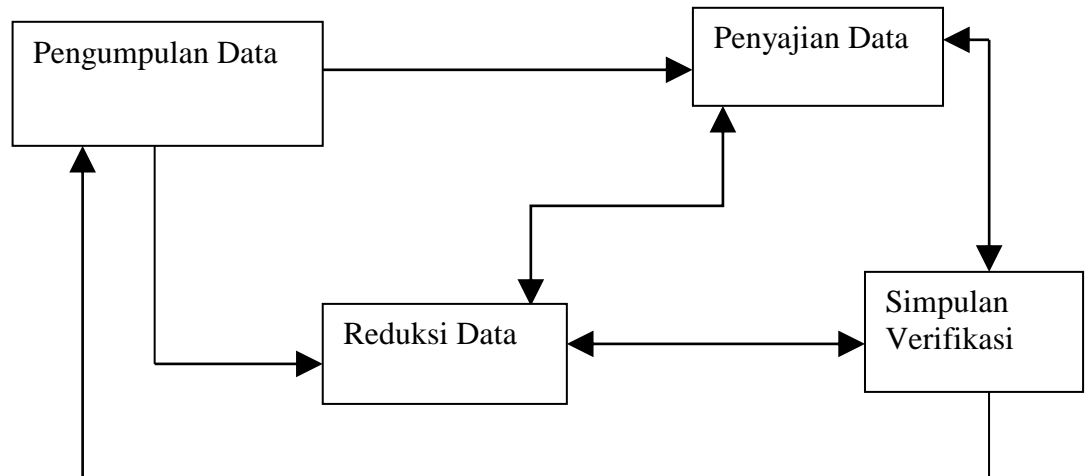 Pengumpulan Data
Penyajian Data
Reduksi Data
Simpulan
Verifikasi